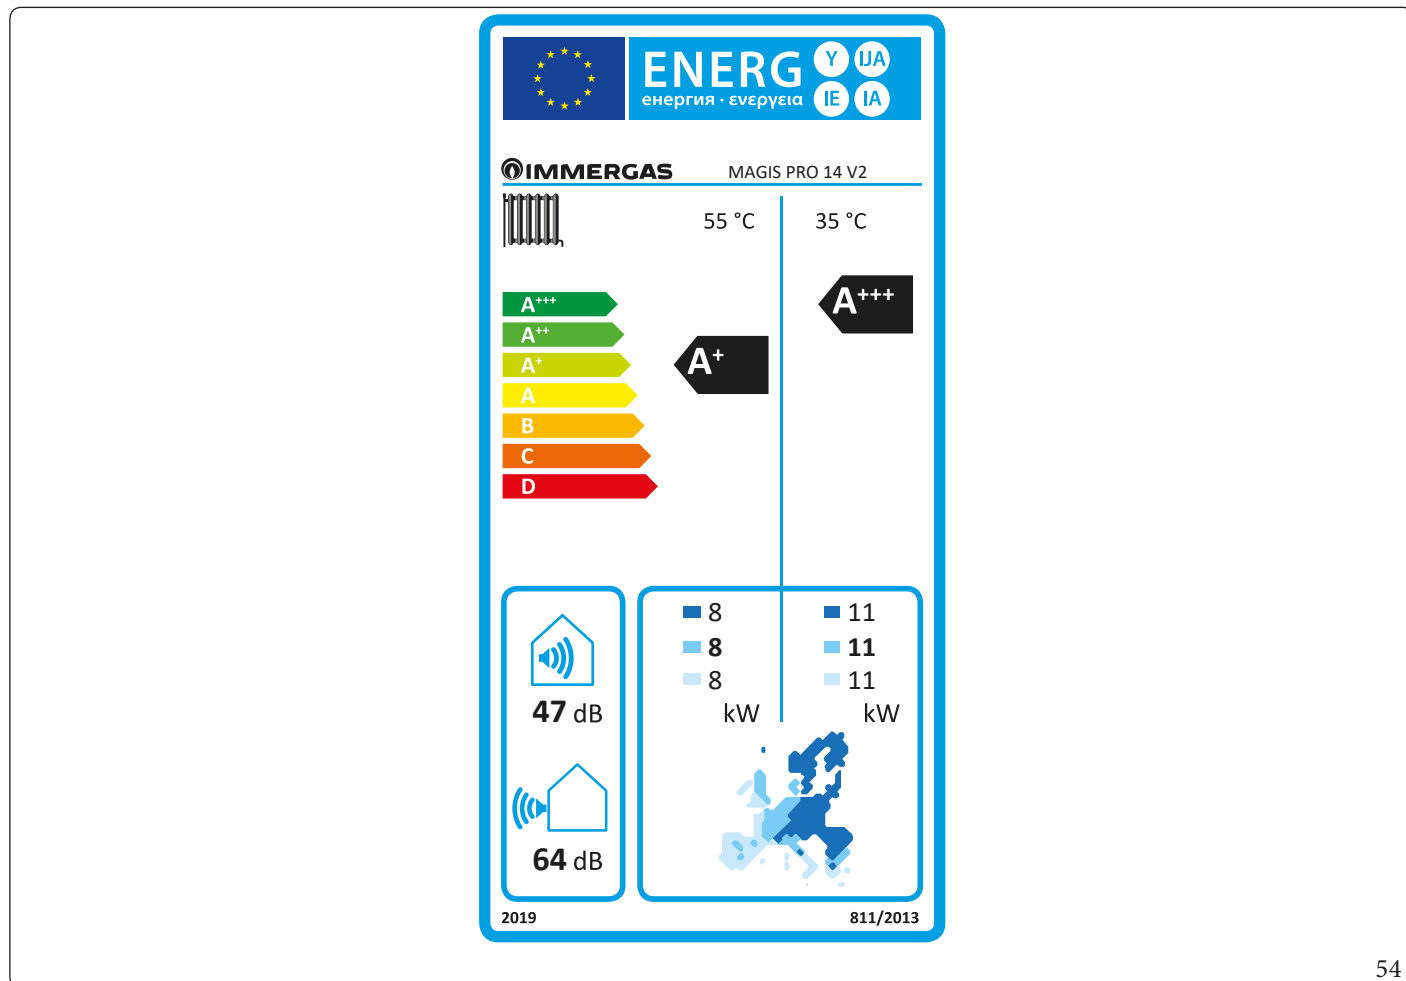 ENERG Y IJA
енергия · ενεργεια IE IA
IMMERGAS MAGIS PRO 14 V2
55 °C 35 °C
A+++
A+++
A++
A+
A+
A
B
C
D
8 11
8 11
8 11
47 dB
kW kW
64 dB
2019 811/2013
54